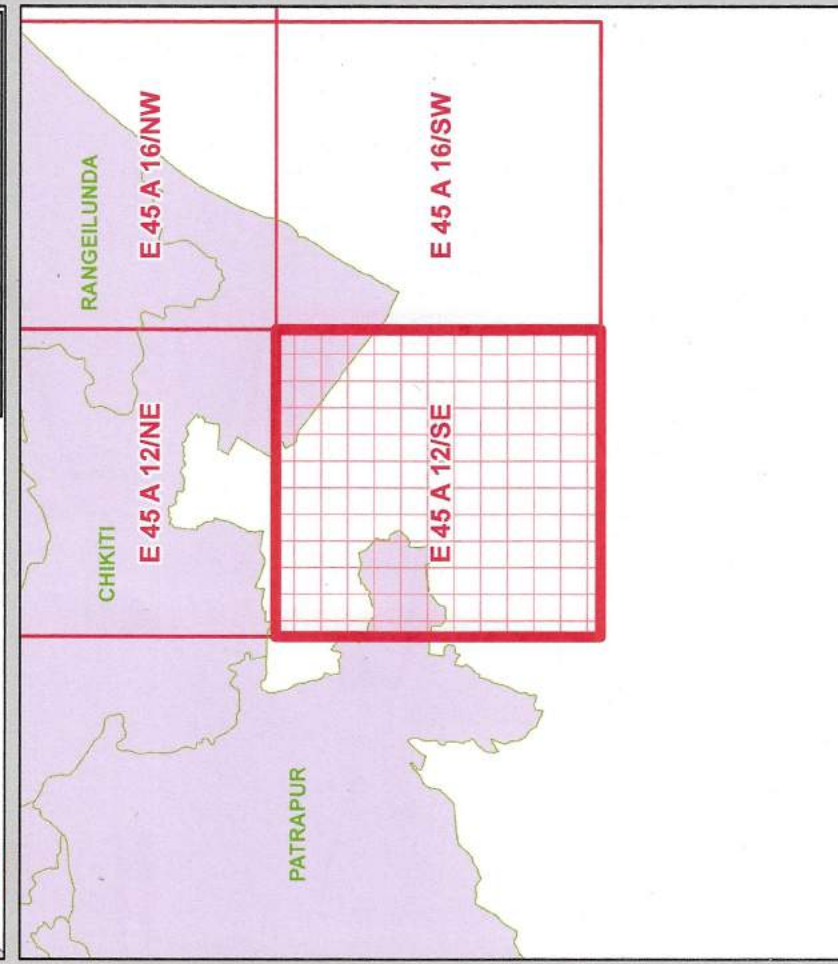 RANGEILUNDA
E 45 A 16/NW
E 45 A 16/SW
CHIKITI
E 45 A 12/NE
E 45 A 12/SE
PATRAPUR